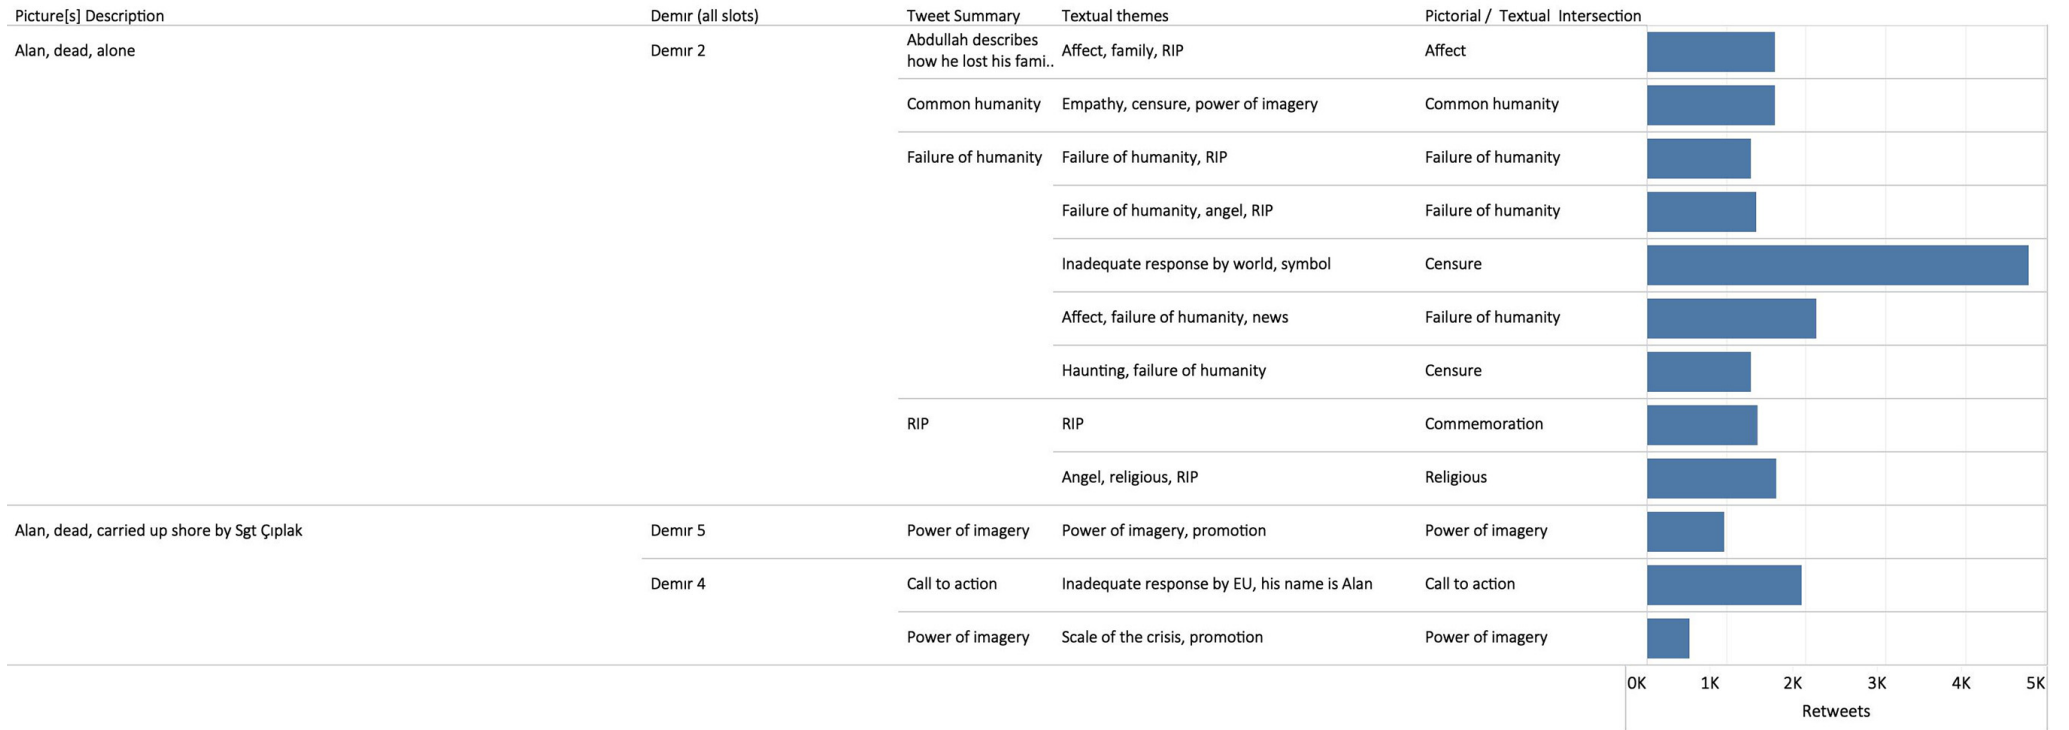 Picture[s] Description Demır (all slots) Tweet Summary Textual themes Pictorial / Textual Intersection
Alan, dead, alone Demır 2 Abdullah describes how he lost his fami.. Affect, family, RIP Affect
Common humanity Empathy, censure, power of imagery Common humanity
Failure of humanity Failure of humanity, RIP Failure of humanity
Failure of humanity, angel, RIP Failure of humanity
Inadequate response by world, symbol Censure
Affect, failure of humanity, news Failure of humanity
Haunting, failure of humanity Censure
RIP RIP Commemoration
Angel, religious, RIP Religious
Alan, dead, carried up shore by Sgt Çıplak Demır 5 Power of imagery Power of imagery, promotion Power of imagery
Demır 4 Call to action Inadequate response by EU, his name is Alan Call to action
Power of imagery Scale of the crisis, promotion Power of imagery
0K 1K 2K 3K 4K 5K
Retweets